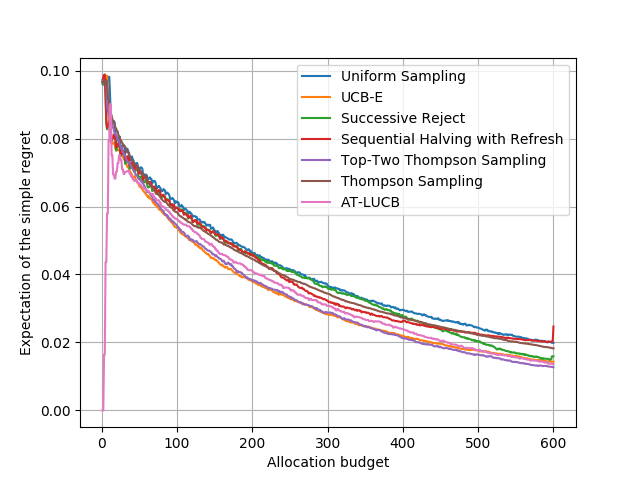 0.10
0.08
0.06
0.04
0.02
0.00
Expectation of the simple regret
Uniform Sampling
UCB-E
Successive Reject
Sequential Halving with Refresh
Top-Two Thompson Sampling
Thompson Sampling
AT-LUCB
0 100 200 300 400 500 600
Allocation budget